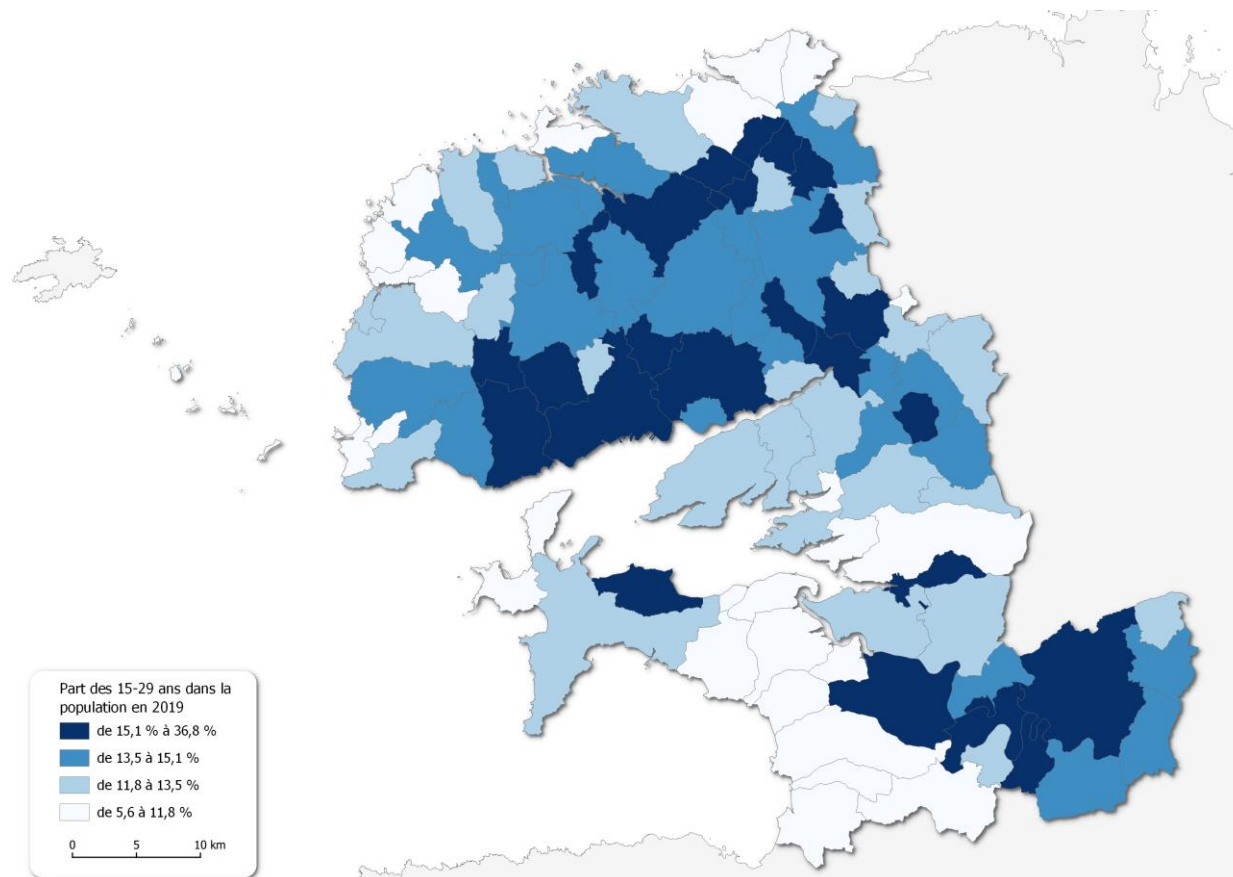 Part des 15-29 ans dans la
population en 2019
de 15,1 % à 36,8 %
de 13,5 à 15,1 %
de 11,8 à 13,5 %
de 5,6 à 11,8 %
0 5 10 km